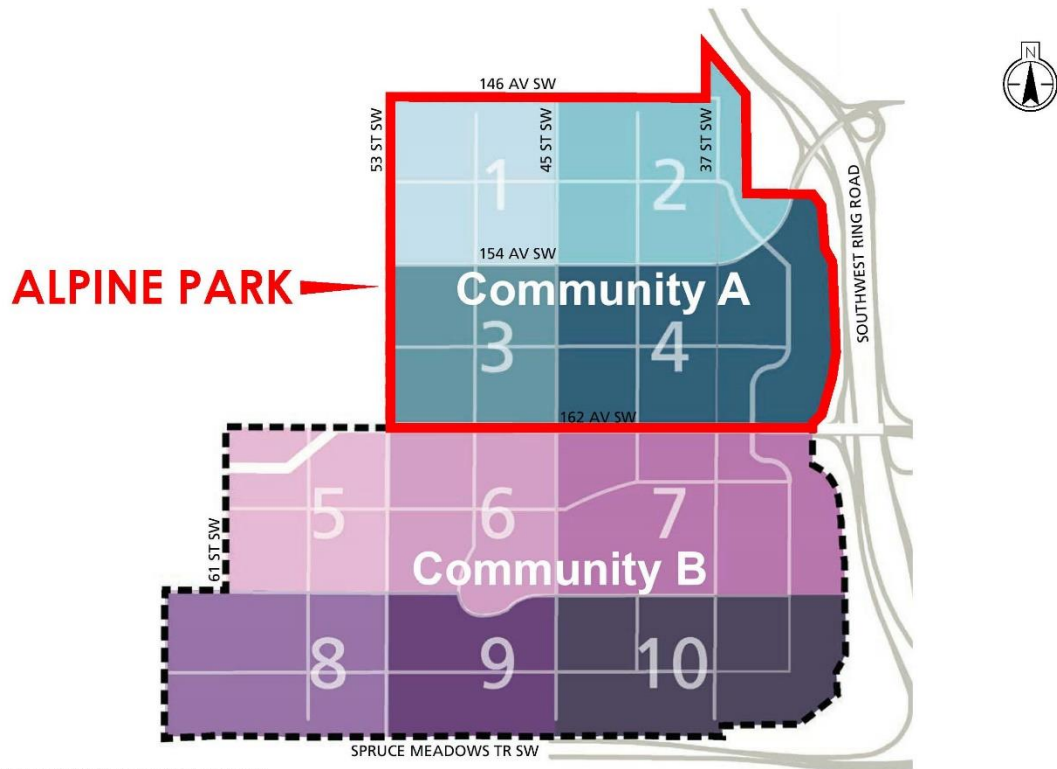 N
146 AV SW
53 ST SW
45 ST SW
37 ST SW
1
2
SOUTHWEST RING ROAD
154 AV SW
ALPINE PARK
Community A
3
4
162 AV SW
61 ST SW
5
6
7
Community B
8
9
10
SPRUCE MEADOWS TR SW